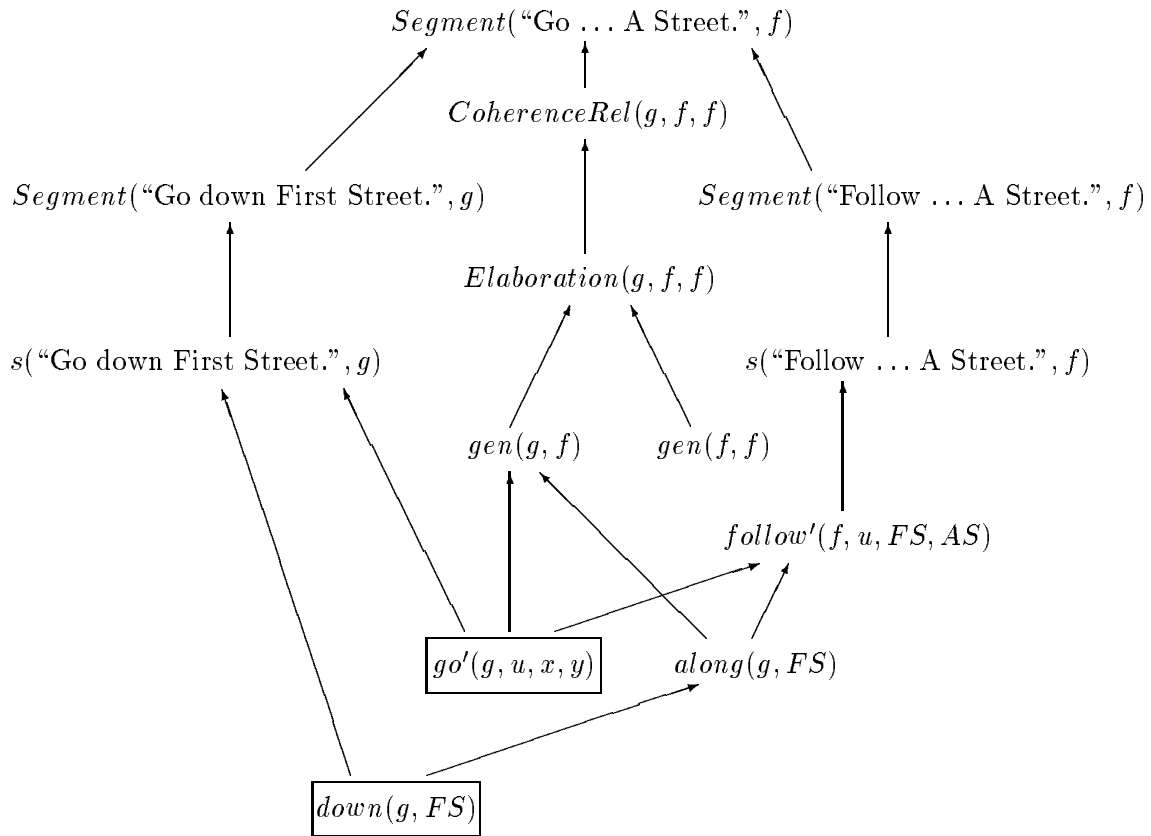 Segment(“Go … A Street.”, f)
CoherenceRel(g, f, f)
Segment(“Go down First Street.”, g)
Segment(“Follow … A Street.”, f)
Elaboration(g, f, f)
s(“Go down First Street.”, g)
s(“Follow … A Street.”, f)
gen(g, f)
gen(f, f)
follow′(f, u, FS, AS)
go′(g, u, x, y)
along(g, FS)
down(g, FS)